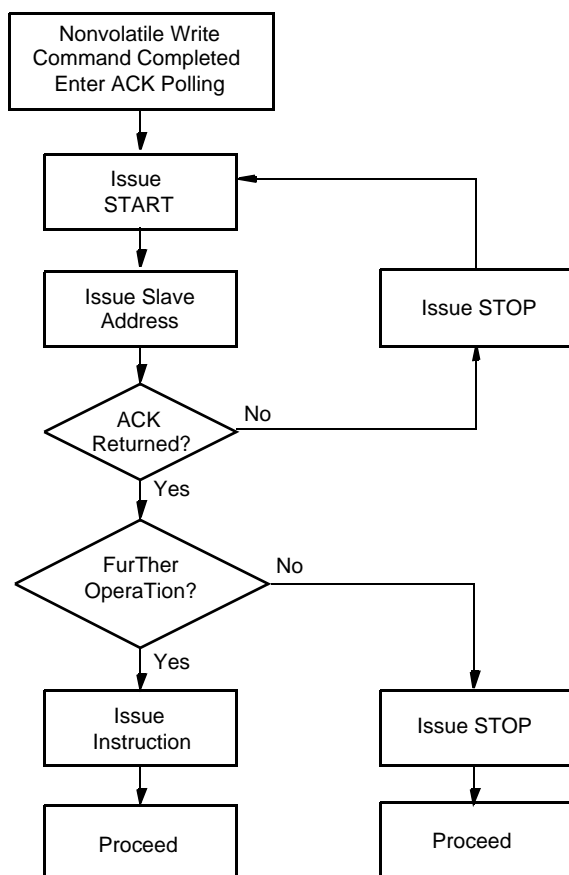 Nonvolatile Write
Command Completed
Enter ACK Polling
Issue
START
Issue Slave
Address
Issue STOP
ACK
Returned?
No
Yes
FurTher
OperaTion?
No
Yes
Issue
Instruction
Issue STOP
Proceed
Proceed